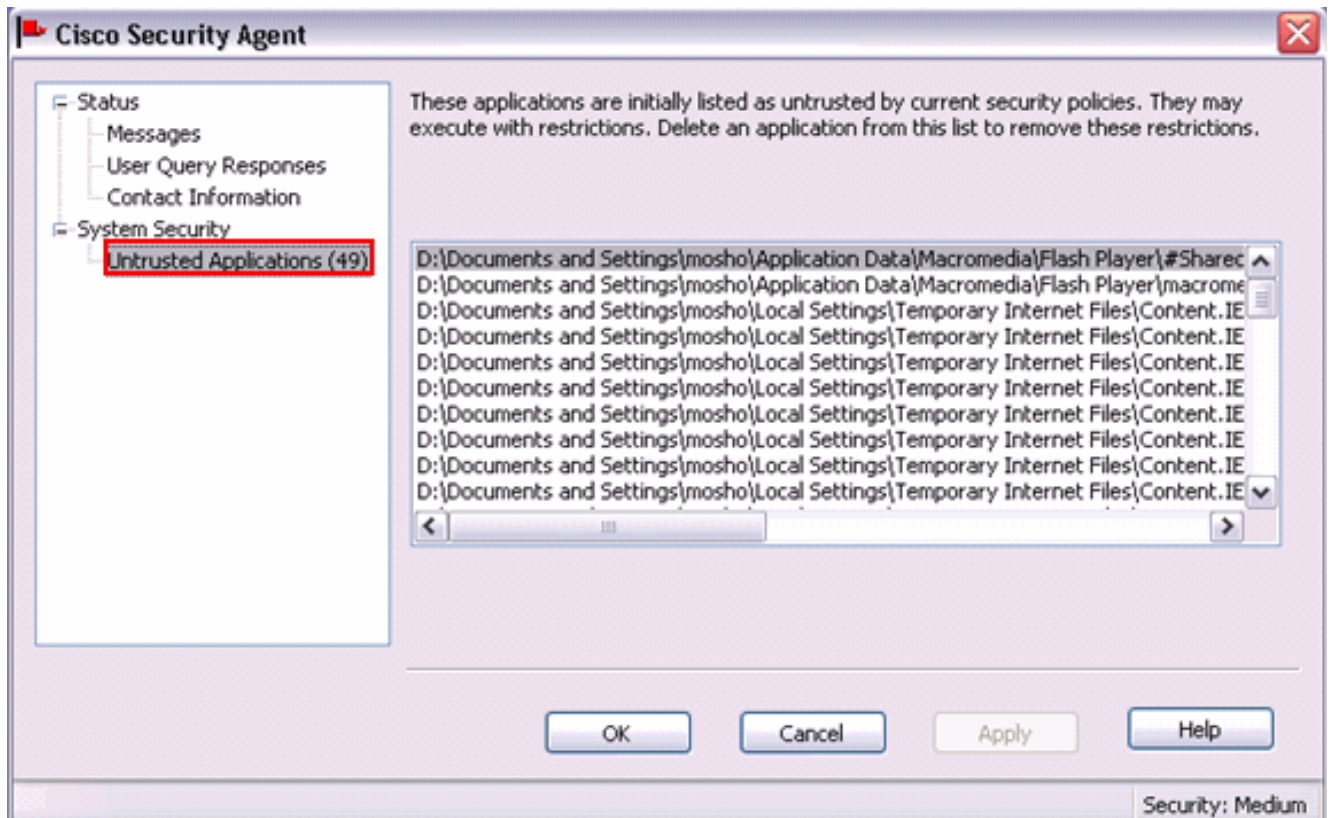 Cisco Security Agent
Status
Messages
User Query Responses
Contact Information
System Security
Untrusted Applications (49)
These applications are initially listed as untrusted by current security policies. They may
execute with restrictions. Delete an application from this list to remove these restrictions.
D:\Documents and Settings\mosho\Application Data\Macromedia\Flash Player\#Sharec
D:\Documents and Settings\mosho\Application Data\Macromedia\Flash Player\macrome
D:\Documents and Settings\mosho\Local Settings\Temporary Internet Files\Content.IE
D:\Documents and Settings\mosho\Local Settings\Temporary Internet Files\Content.IE
D:\Documents and Settings\mosho\Local Settings\Temporary Internet Files\Content.IE
D:\Documents and Settings\mosho\Local Settings\Temporary Internet Files\Content.IE
D:\Documents and Settings\mosho\Local Settings\Temporary Internet Files\Content.IE
D:\Documents and Settings\mosho\Local Settings\Temporary Internet Files\Content.IE
D:\Documents and Settings\mosho\Local Settings\Temporary Internet Files\Content.IE
D:\Documents and Settings\mosho\Local Settings\Temporary Internet Files\Content.IE
OK
Cancel
Apply
Help
Security: Medium